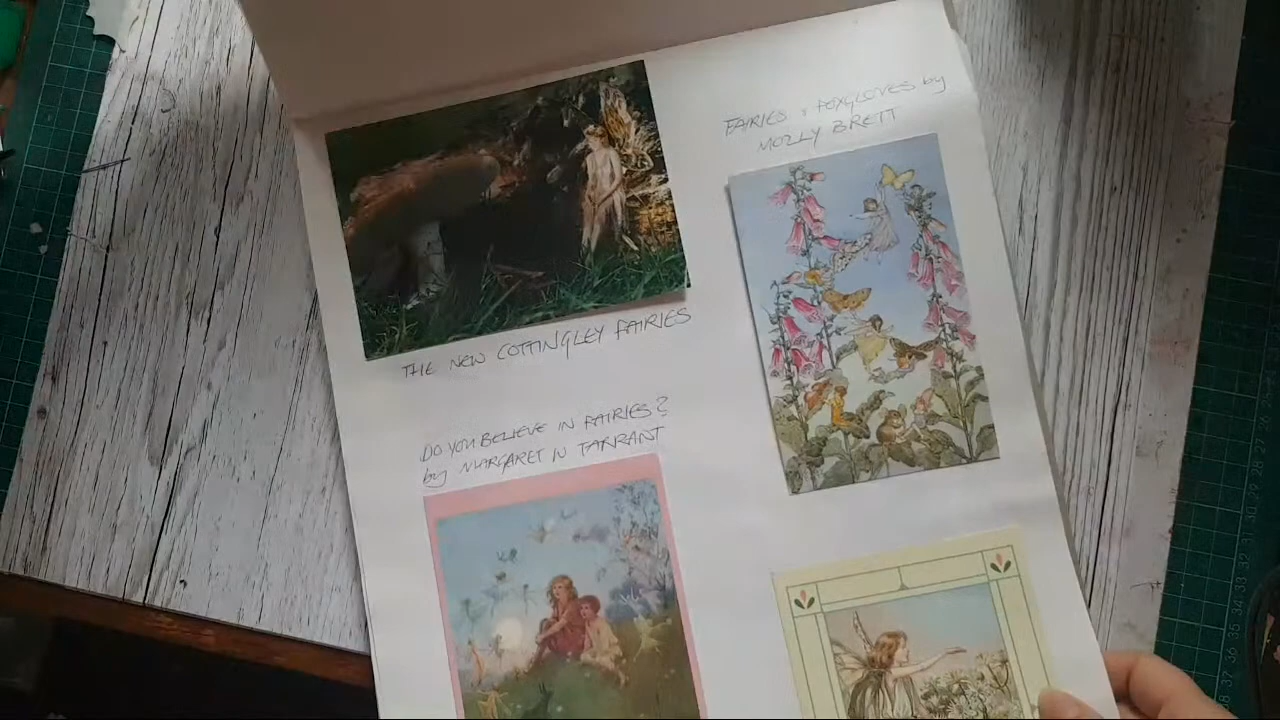 THE NEW COTTINGLEY FAIRIES
DO YOU BELIEVE IN FAIRIES?
by MARGARET W TARRANT
FAIRIES & FOXGLOVES by
MOLLY BRETT